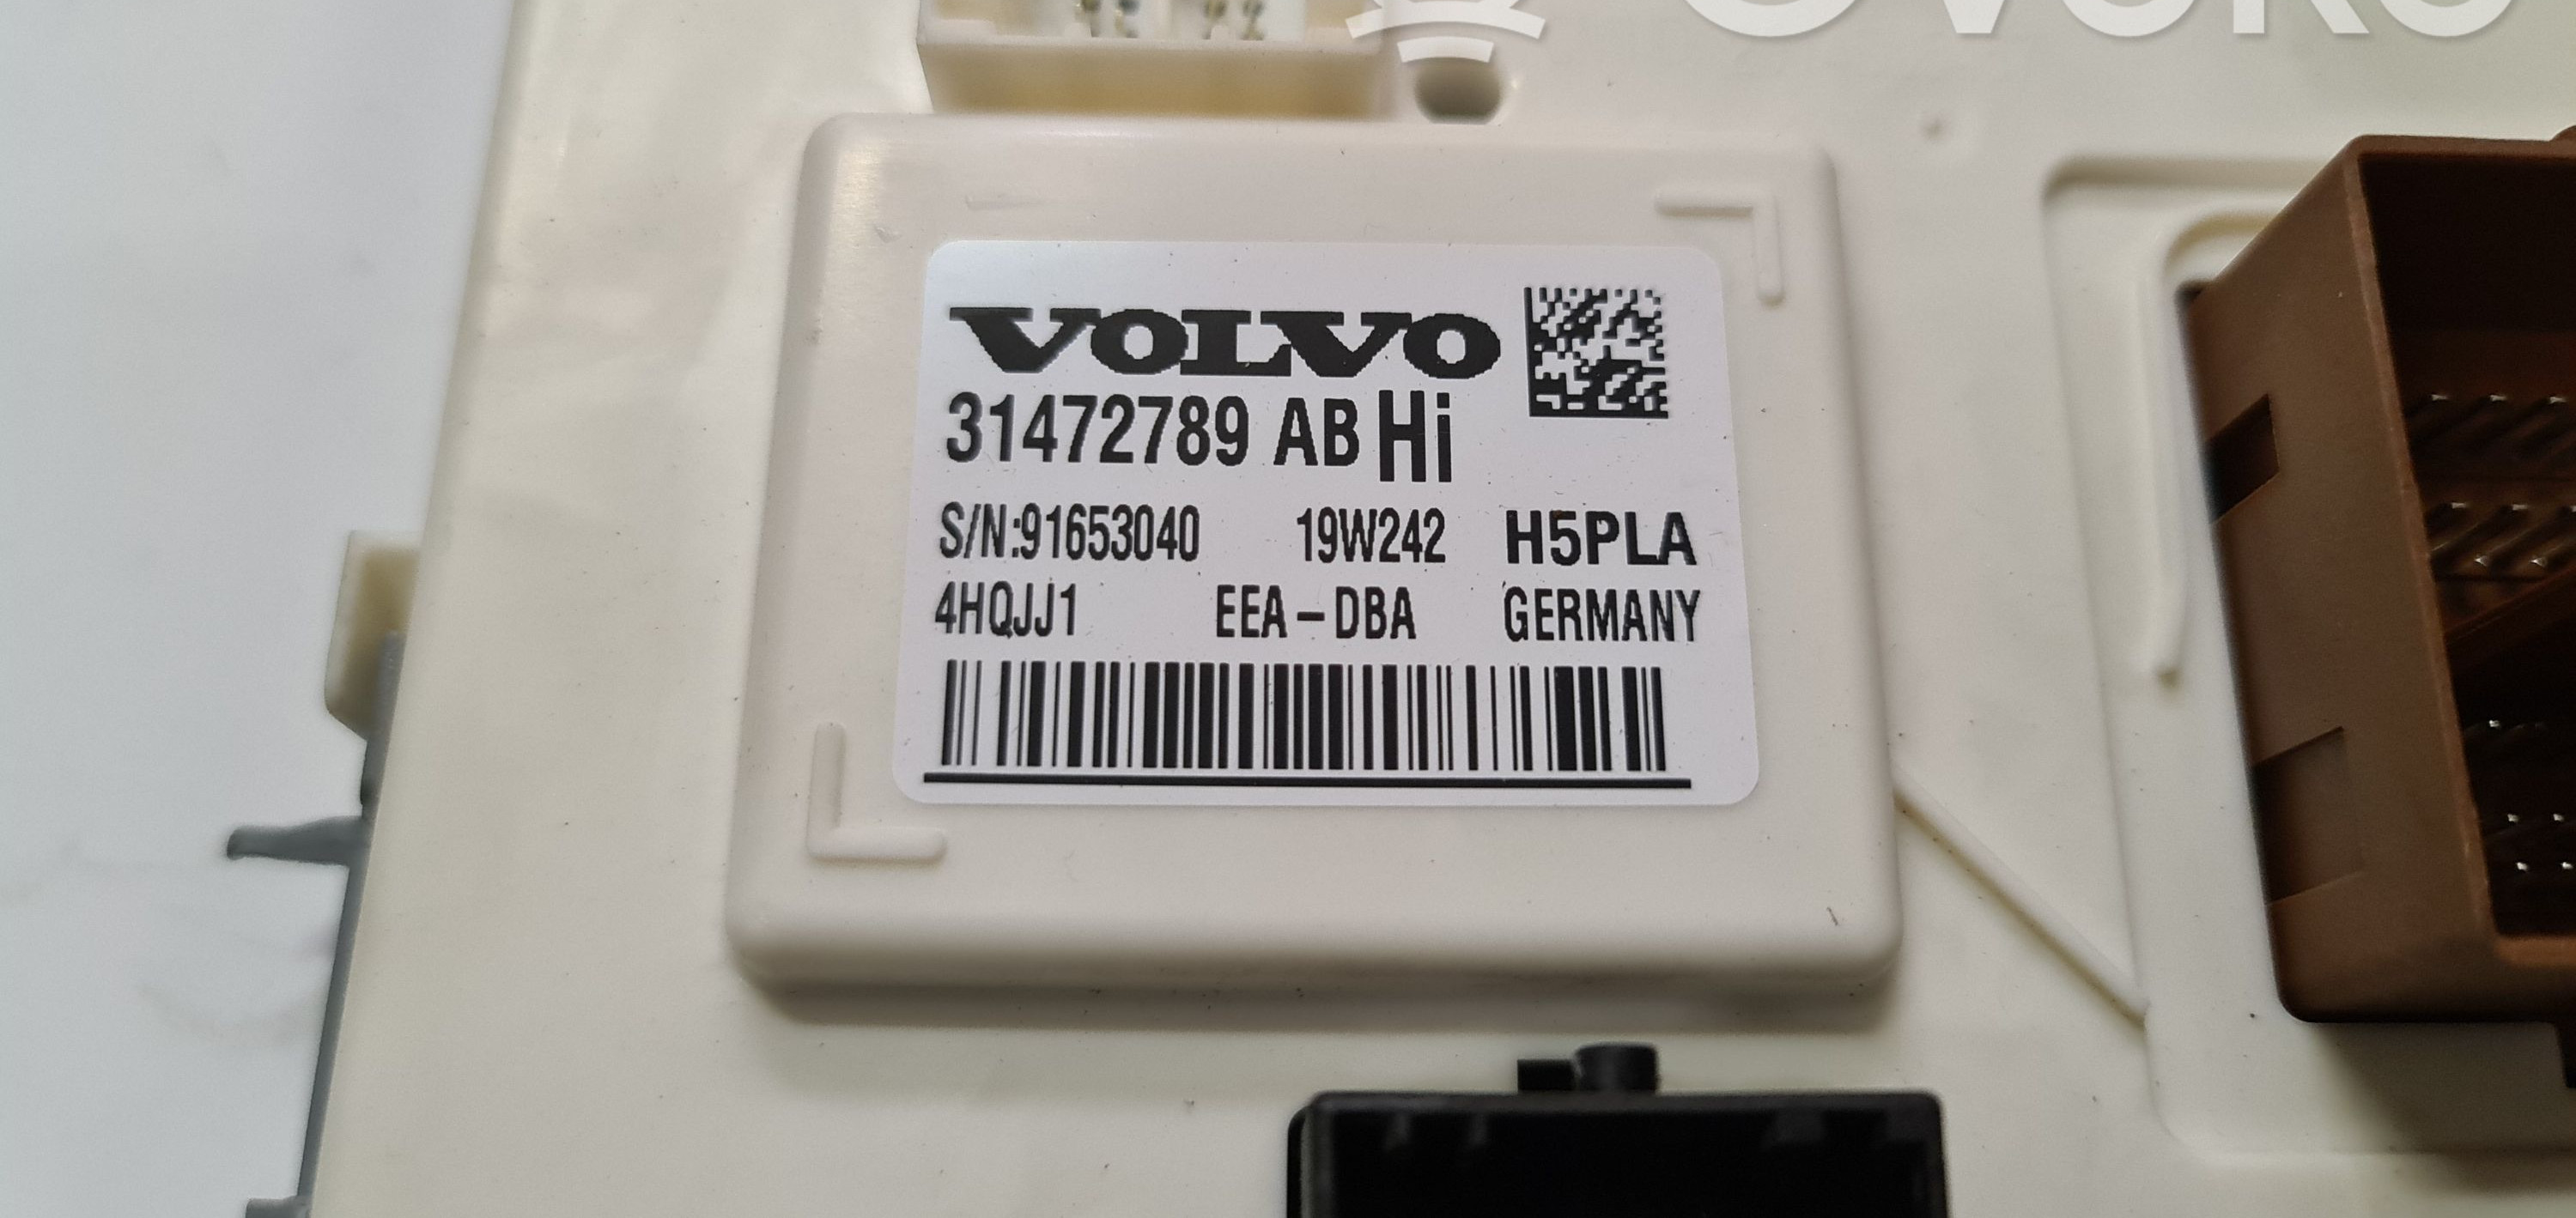 VOLVO
31472789 AB Hi
S/N:91653040 19W242 H5PLA
4HQJJ1 EEA-DBA GERMANY